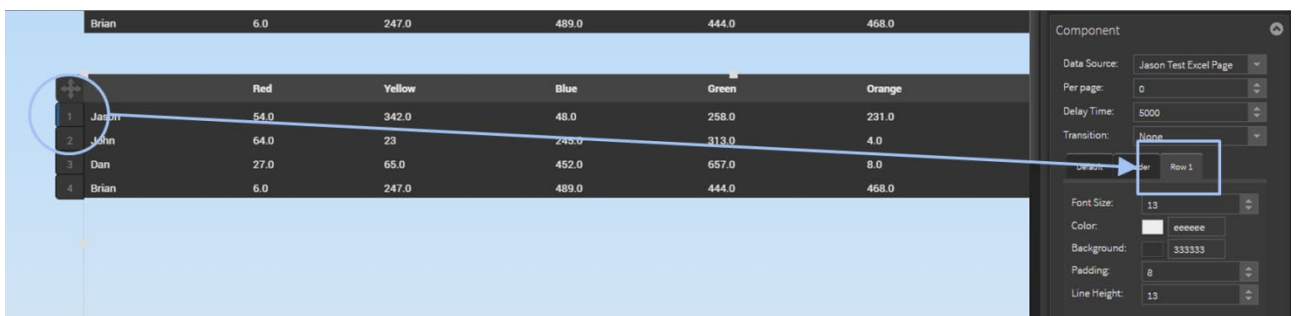 Brian 6.0 247.0 489.0 444.0 468.0
Red Yellow Blue Green Orange
1 Jason 54.0 342.0 48.0 258.0 231.0
2 John 64.0 23 245.0 313.0 4.0
3 Dan 27.0 65.0 452.0 657.0 8.0
4 Brian 6.0 247.0 489.0 444.0 468.0
Component
Data Source: Jason Test Excel Page
Per page: 0
Delay Time: 5000
Transition: None
Default der Row 1
Font Size: 13
Color: eeeeee
Background: 333333
Padding: 8
Line Height: 13